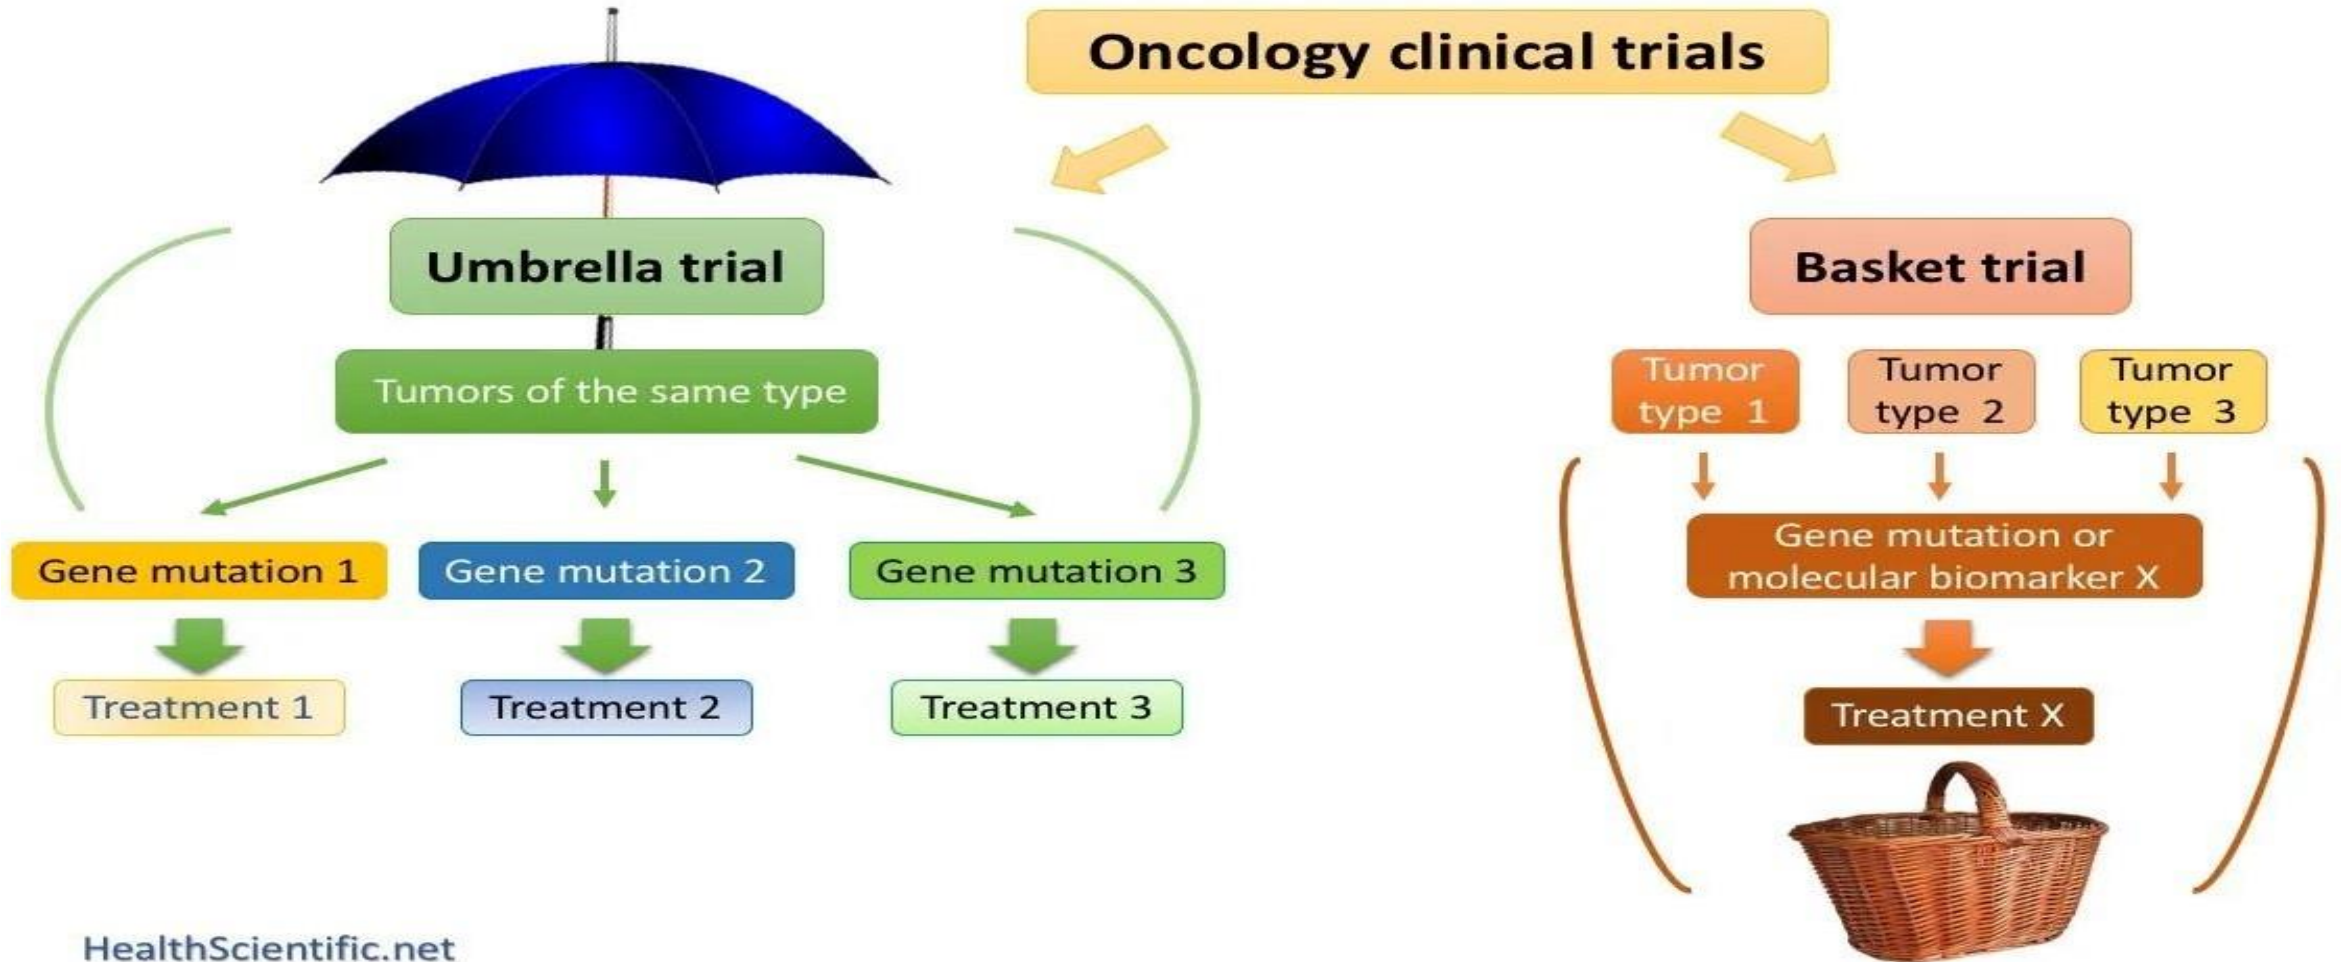 Oncology clinical trials
Umbrella trial
Tumors of the same type
Gene mutation 1
Gene mutation 2
Gene mutation 3
Treatment 1
Treatment 2
Treatment 3
Basket trial
Tumor
type 1
Tumor
type 2
Tumor
type 3
Gene mutation or
molecular biomarker X
Treatment X
HealthScientific.net